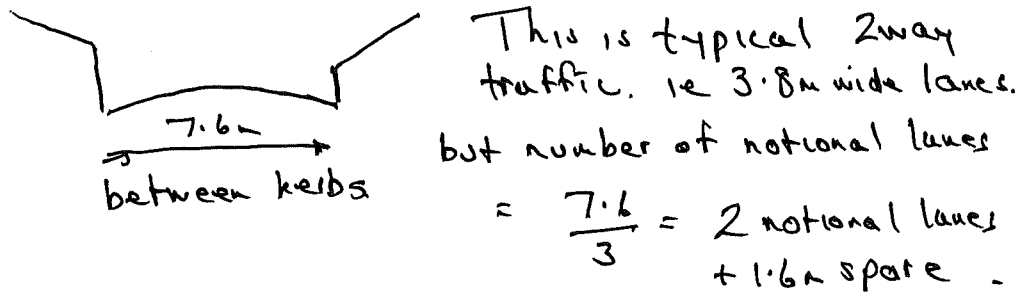 This is typical 2way
traffic. ie 3.8m wide lanes.
7.6m
between kerbs
but number of notional lanes
= 7.6/3 = 2 notional lanes
+ 1.6m spare.